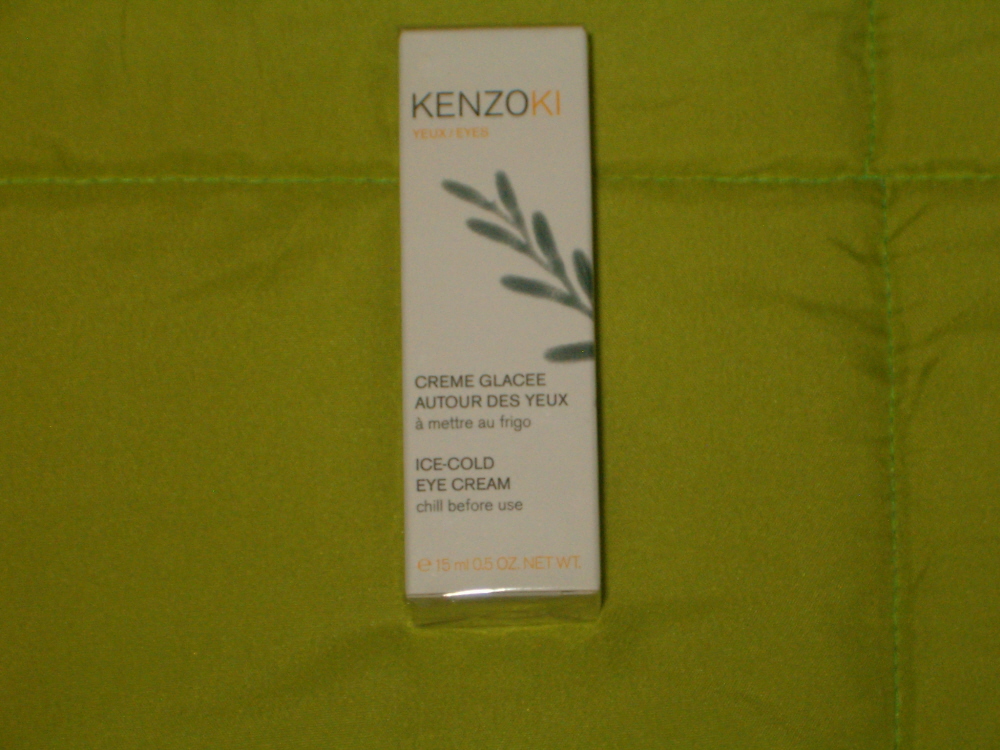 KENZOKI
YEUX / EYES
CREME GLACEE
AUTOUR DES YEUX
à mettre au frigo
ICE-COLD
EYE CREAM
chill before use
℮ 15 ml 0.5 OZ. NET WT.